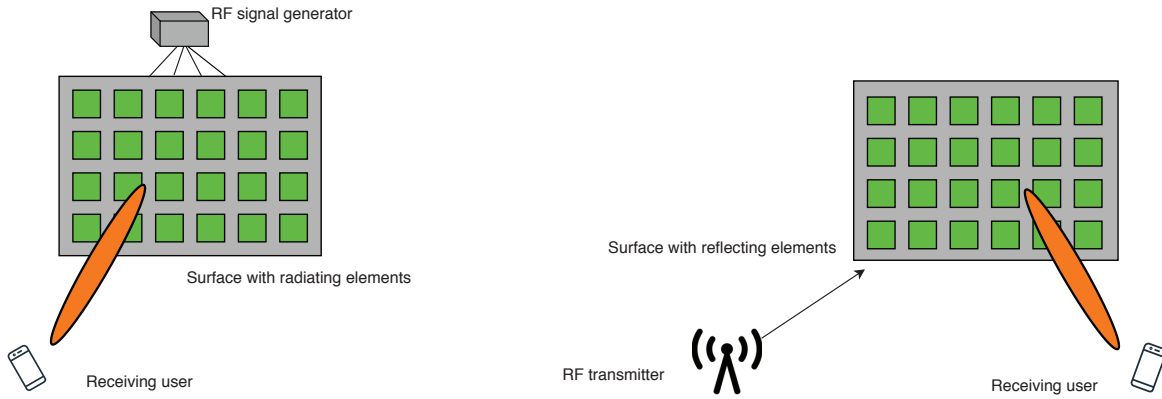 RF signal generator
Surface with radiating elements
Receiving user
Surface with reflecting elements
RF transmitter
Receiving user